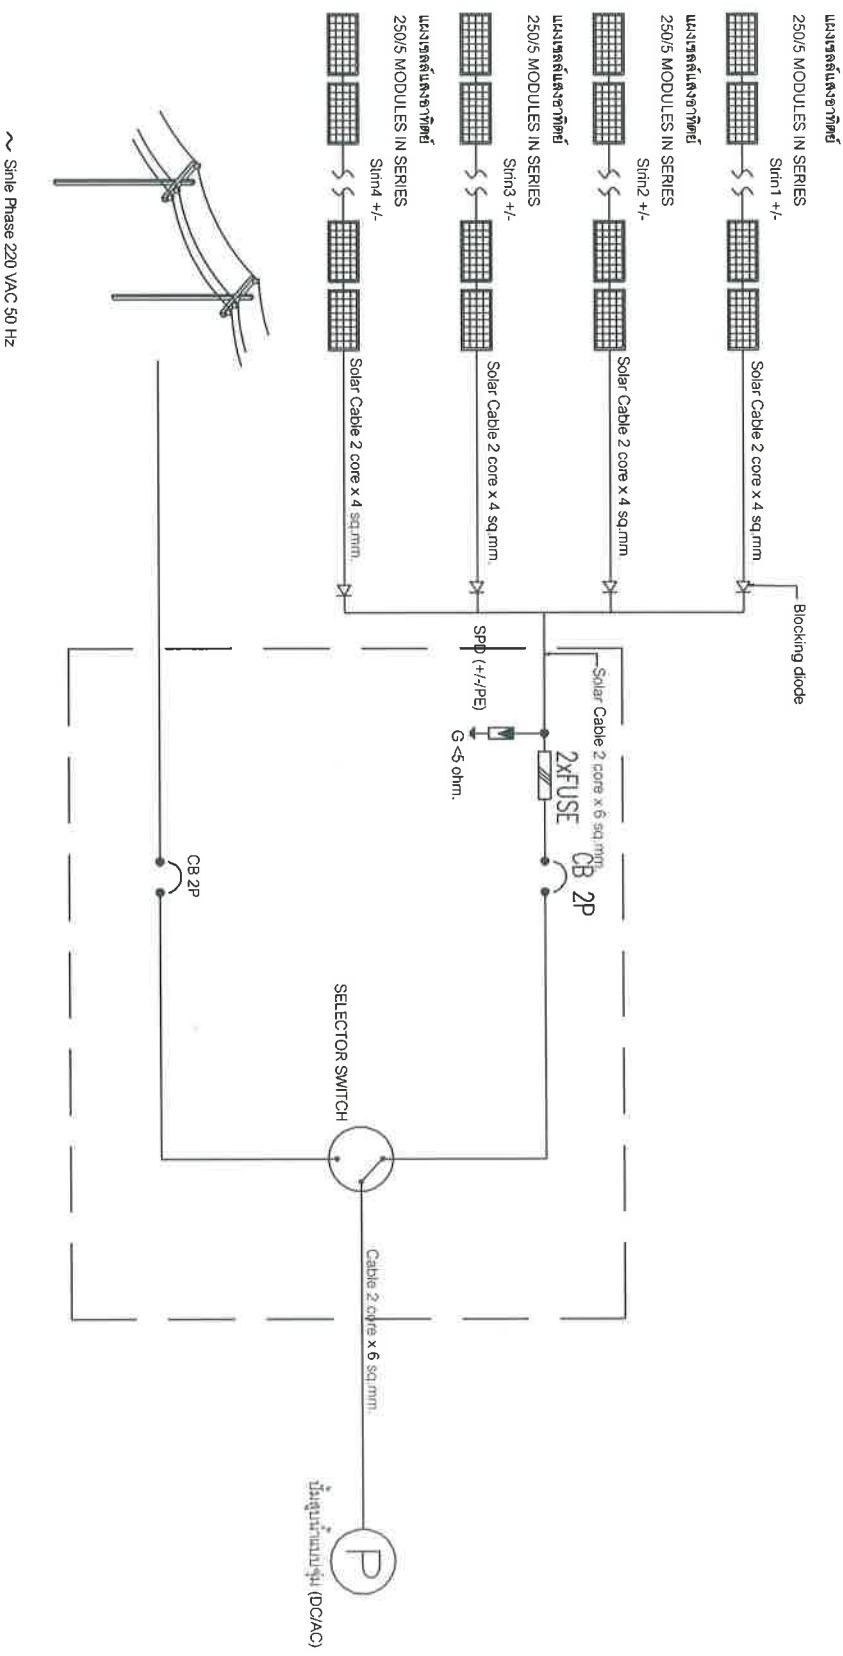 แผงเซลล์แสงอาทิตย์
250/5 MODULES IN SERIES
Strin1 +/-
Solar Cable 2 core x 4 sq.mm
Blocking diode
แผงเซลล์แสงอาทิตย์
250/5 MODULES IN SERIES
Strin2 +/-
Solar Cable 2 core x 4 sq.mm
แผงเซลล์แสงอาทิตย์
250/5 MODULES IN SERIES
Strin3 +/-
Solar Cable 2 core x 4 sq.mm.
แผงเซลล์แสงอาทิตย์
250/5 MODULES IN SERIES
Strin4 +/-
Solar Cable 2 core x 4 sq.mm.
Solar Cable 2 core x 6 sq.mm.
2xFUSE
CB 2P
SPD (+/-/PE)
G <5 ohm.
CB 2P
SELECTOR SWITCH
Cable 2 core x 6 sq.mm.
P
ปั๊มสูบน้ำแบบจุ่ม (DC/AC)
~ Sinle Phase 220 VAC 50 Hz